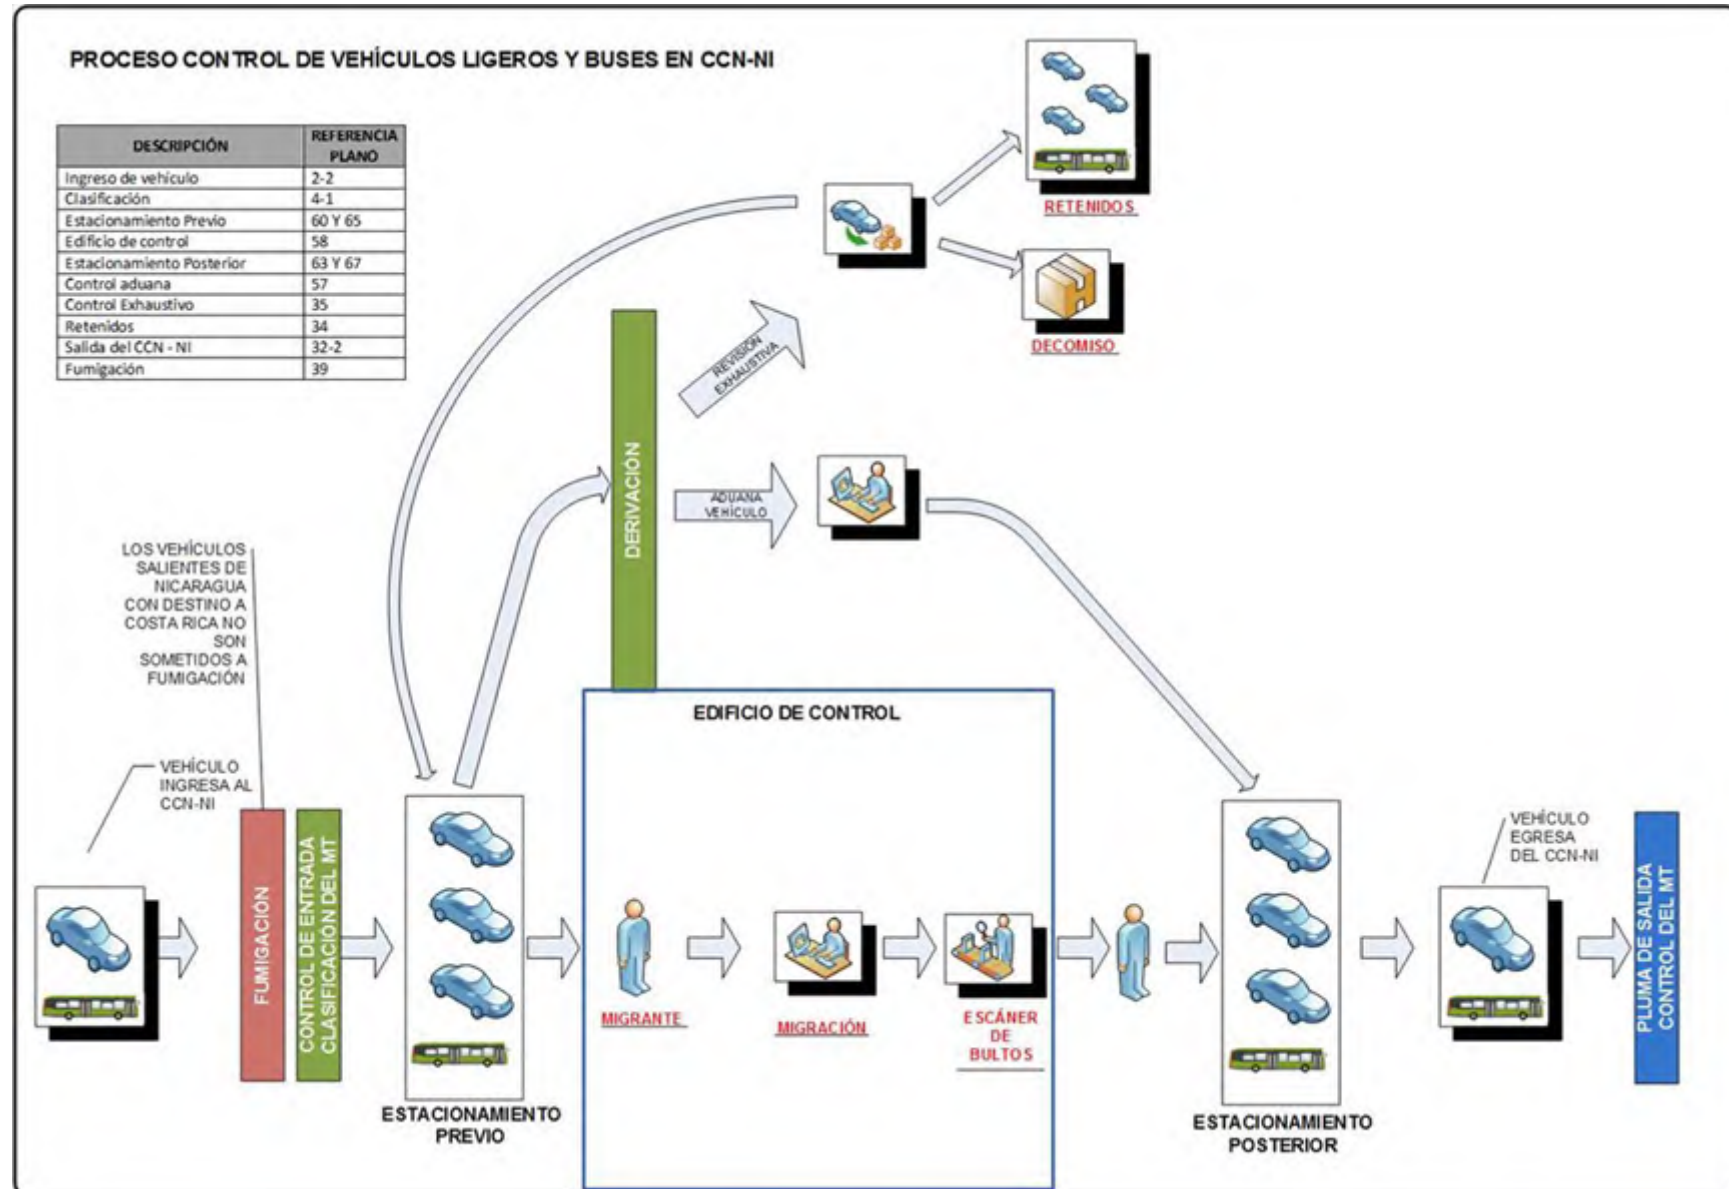 PROCESO CONTROL DE VEHÍCULOS LIGEROS Y BUSES EN CCN-NI
DESCRIPCIÓN REFERENCIA PLANO
Ingreso de vehículo 2-2
Clasificación 4-1
Estacionamiento Previo 60 Y 65
Edificio de control 58
Estacionamiento Posterior 63 Y 67
Control aduana 57
Control Exhaustivo 35
Retenidos 34
Salida del CCN - NI 32-2
Fumigación 39
RETENIDOS
DECOMISO
REVISIÓN
EXHAUSTIVA
DERIVACIÓN
ADUANA
VEHÍCULO
LOS VEHÍCULOS
SALIENTES DE
NICARAGUA
CON DESTINO A
COSTA RICA NO
SON
SOMETIDOS A
FUMIGACIÓN
VEHÍCULO
INGRESA AL
CCN-NI
FUMIGACIÓN
CONTROL DE ENTRADA
CLASIFICACIÓN DEL MT
ESTACIONAMIENTO
PREVIO
EDIFICIO DE CONTROL
MIGRANTE
MIGRACIÓN
ESCÁNER
DE
BULTOS
ESTACIONAMIENTO
POSTERIOR
VEHÍCULO
EGRESA
DEL CCN-NI
PLUMA DE SALIDA
CONTROL DEL MT